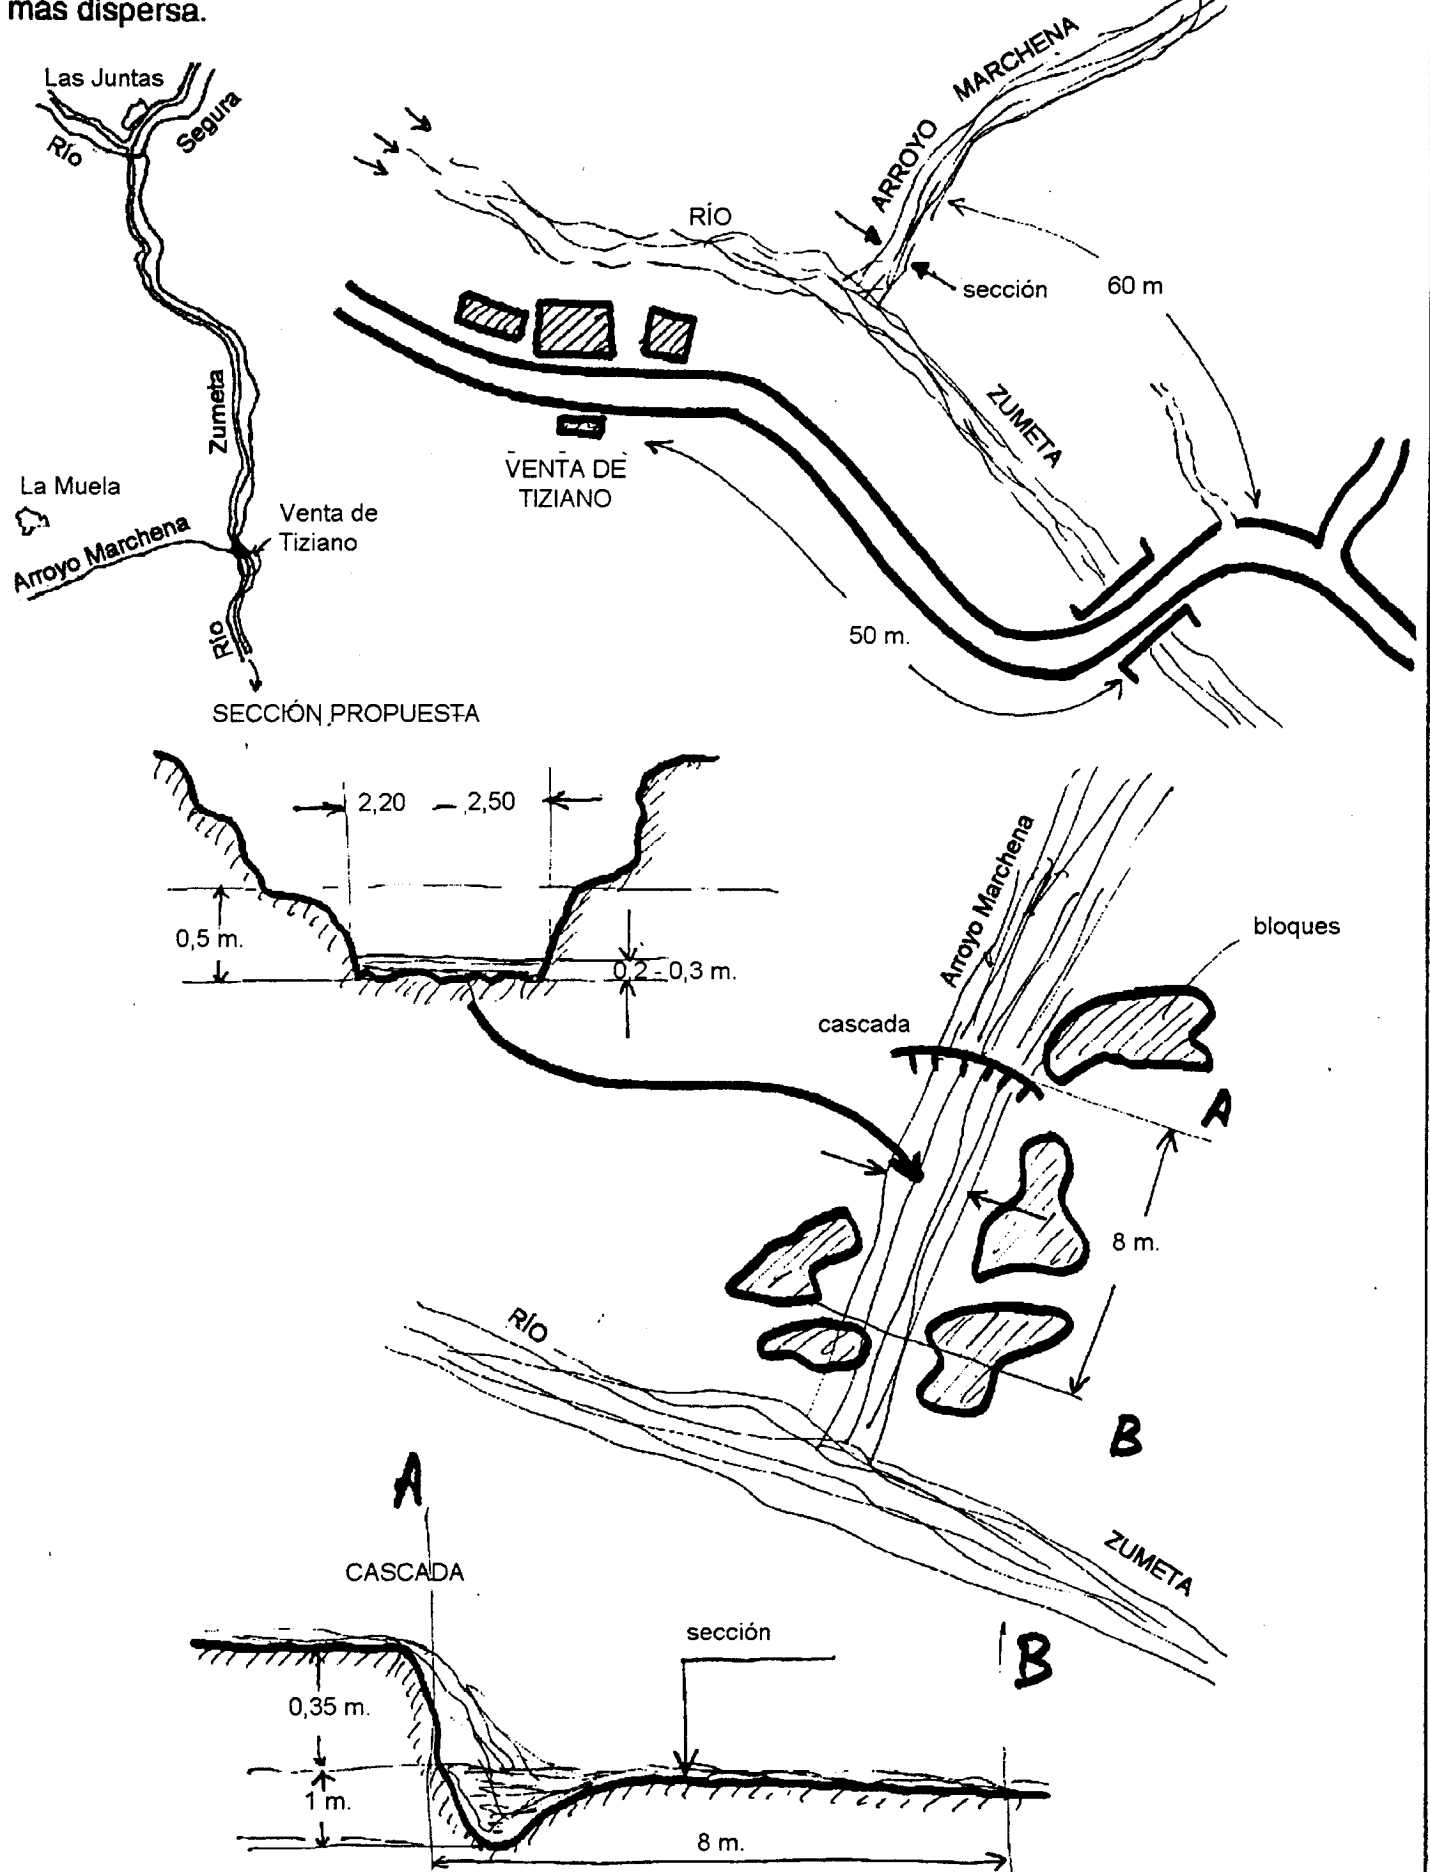 más dispersa.
Las Juntas
Río
Segura
Zumeta
La Muela
Arroyo Marchena
Venta de
Tiziano
Río
ARROYO MARCHENA
RÍO
sección
60 m
ZUMETA
VENTA DE
TIZIANO
50 m.
SECCIÓN PROPUESTA
2,20 – 2,50
0,5 m.
0,2 - 0,3 m.
Arroyo Marchena
bloques
cascada
A
8 m.
RÍO
B
A
ZUMETA
CASCADA
sección
B
0,35 m.
1 m.
8 m.